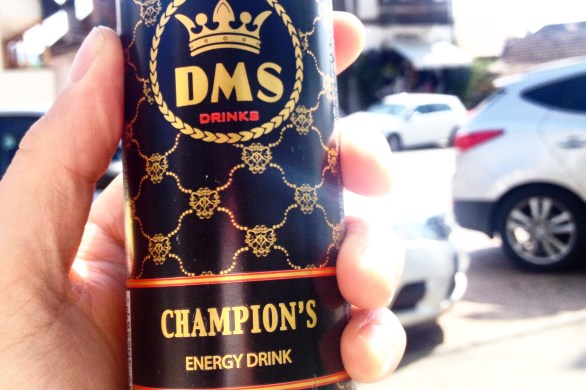 DMS
DRINKS
CHAMPION'S
ENERGY DRINK